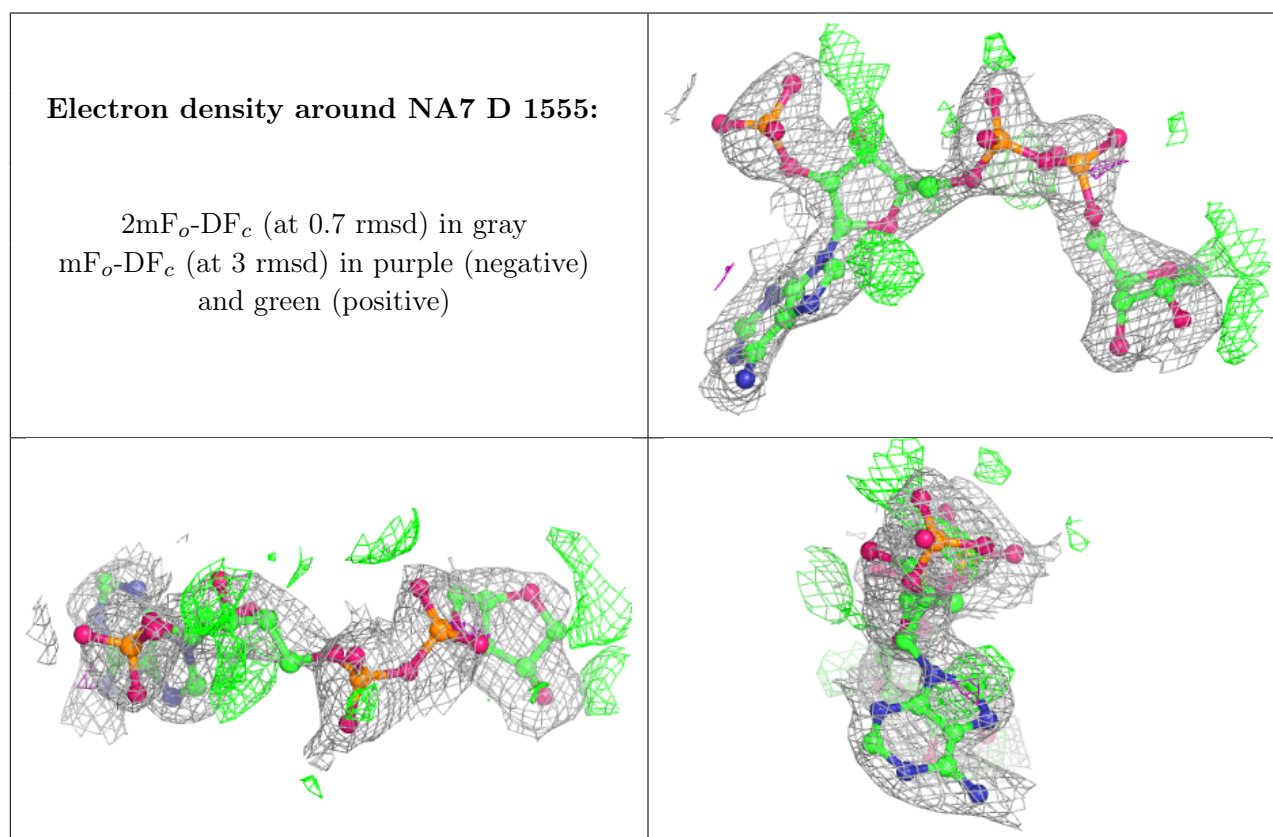 Electron density around NA7 D 1555:
2mFₒ-DF𝑐 (at 0.7 rmsd) in gray
mFₒ-DF𝑐 (at 3 rmsd) in purple (negative)
and green (positive)